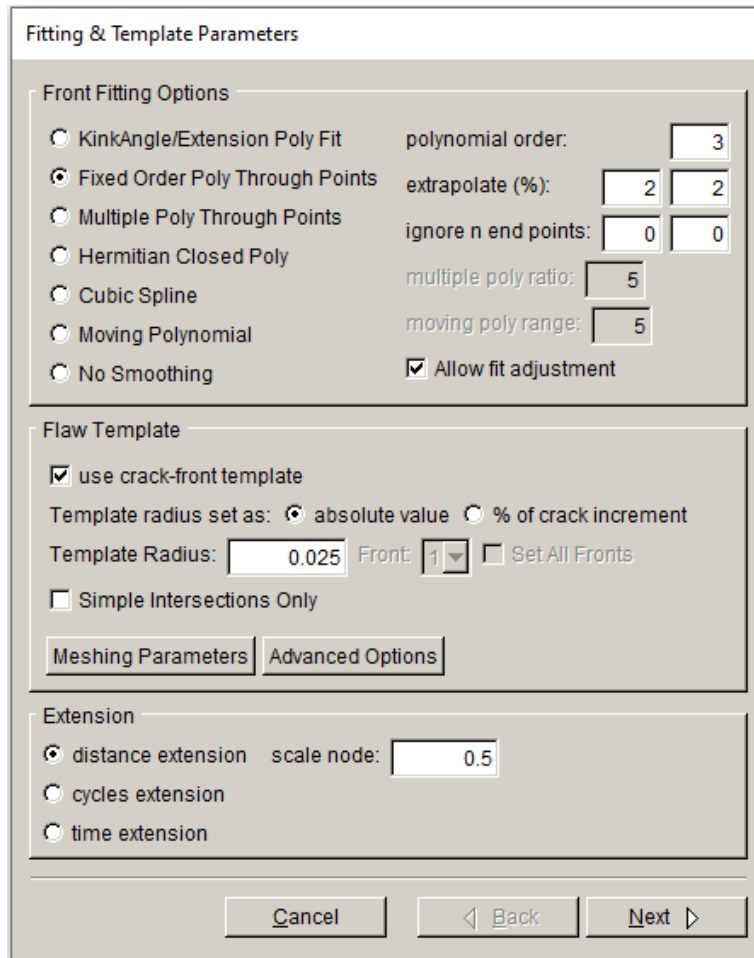 Fitting & Template Parameters
Front Fitting Options
KinkAngle/Extension Poly Fit
Fixed Order Poly Through Points
Multiple Poly Through Points
Hermitian Closed Poly
Cubic Spline
Moving Polynomial
No Smoothing
polynomial order: 3
extrapolate (%): 2 2
ignore n end points: 0 0
multiple poly ratio: 5
moving poly range: 5
Allow fit adjustment
Flaw Template
use crack-front template
Template radius set as: absolute value % of crack increment
Template Radius: 0.025 Front: 1 Set All Fronts
Simple Intersections Only
Meshing Parameters Advanced Options
Extension
distance extension scale node: 0.5
cycles extension
time extension
Cancel Back Next